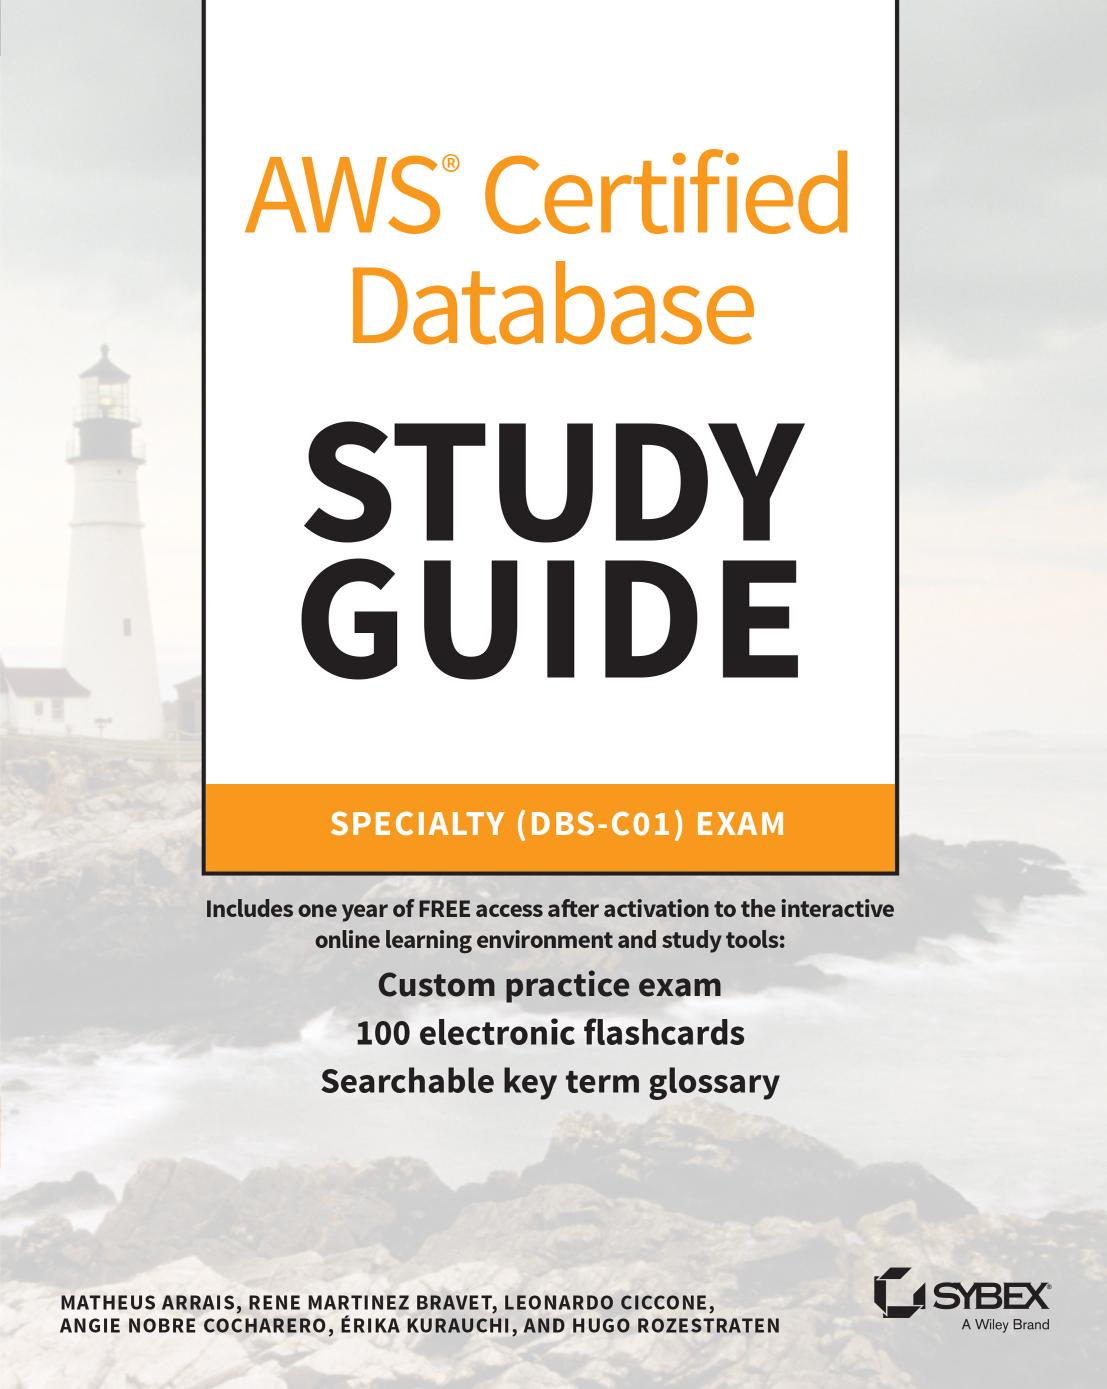 AWS® Certified
Database
STUDY
GUIDE
SPECIALTY (DBS-C01) EXAM
Includes one year of FREE access after activation to the interactive
online learning environment and study tools:
Custom practice exam
100 electronic flashcards
Searchable key term glossary
MATHEUS ARRAIS, RENE MARTINEZ BRAVET, LEONARDO CICCONE,
ANGIE NOBRE COCHARERO, ÉRIKA KURAUCHI, AND HUGO ROZESTRATEN
SYBEX®
A Wiley Brand